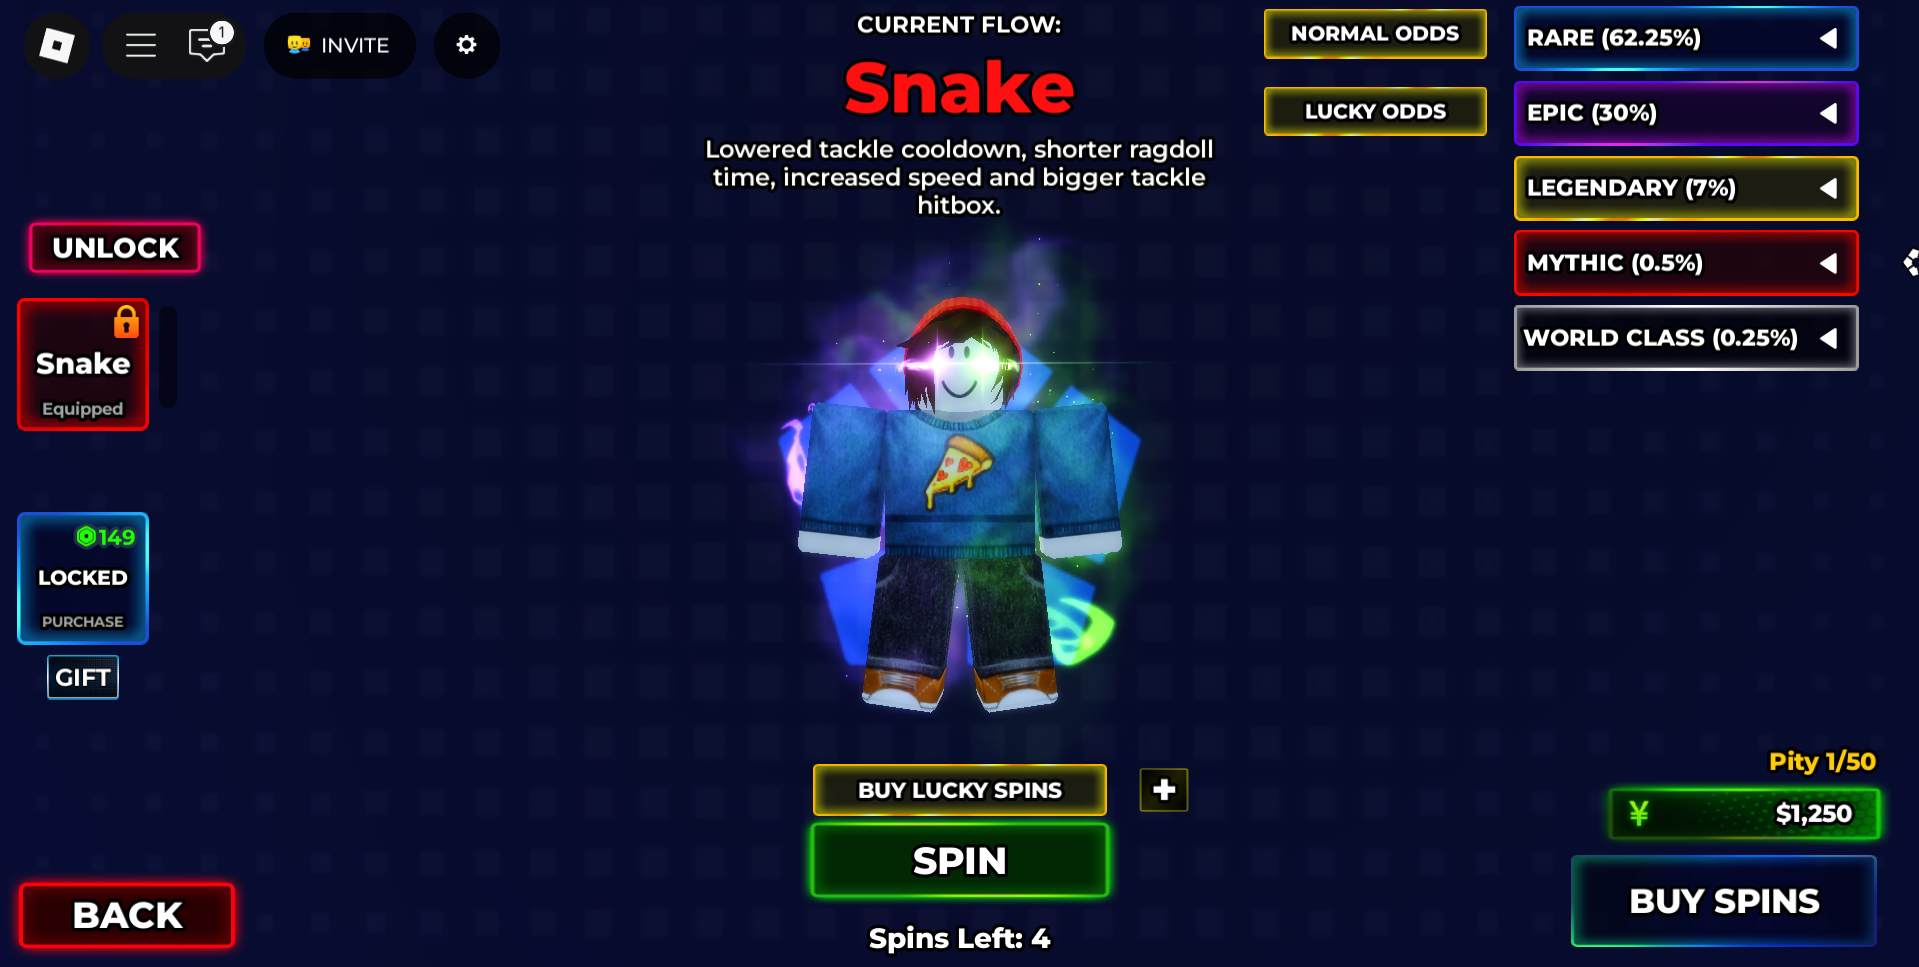 1
INVITE
CURRENT FLOW:
Snake
Lowered tackle cooldown, shorter ragdoll
time, increased speed and bigger tackle
hitbox.
NORMAL ODDS
LUCKY ODDS
RARE (62.25%)
EPIC (30%)
LEGENDARY (7%)
MYTHIC (0.5%)
WORLD CLASS (0.25%)
UNLOCK
Snake
Equipped
149
LOCKED
PURCHASE
GIFT
BACK
BUY LUCKY SPINS
SPIN
Spins Left: 4
Pity 1/50
¥ $1,250
BUY SPINS